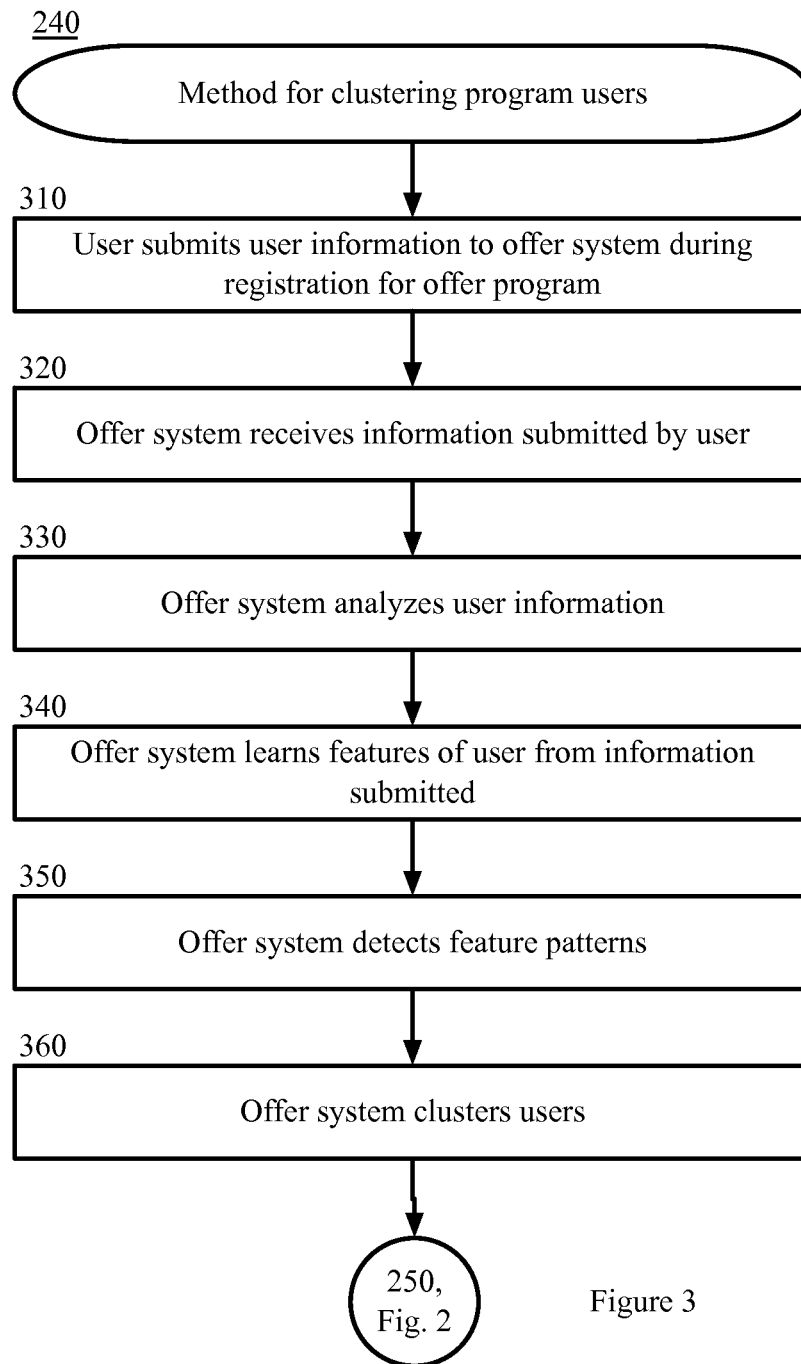 240
Method for clustering program users
310
User submits user information to offer system during
registration for offer program
320
Offer system receives information submitted by user
330
Offer system analyzes user information
340
Offer system learns features of user from information
submitted
350
Offer system detects feature patterns
360
Offer system clusters users
250,
Fig. 2
Figure 3